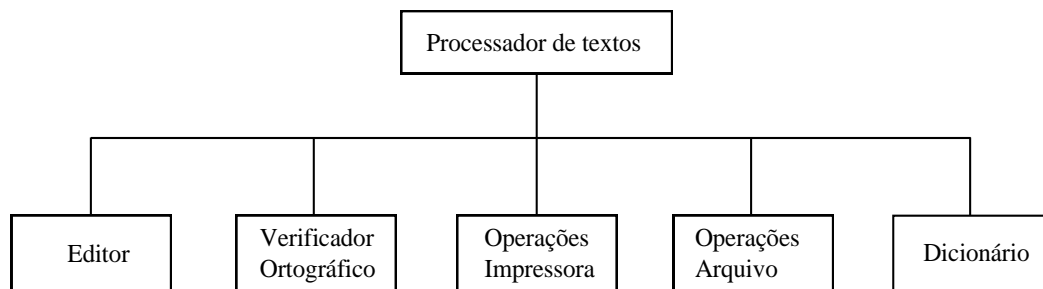 Processador de textos
Editor
Verificador
Ortográfico
Operações
Impressora
Operações
Arquivo
Dicionário